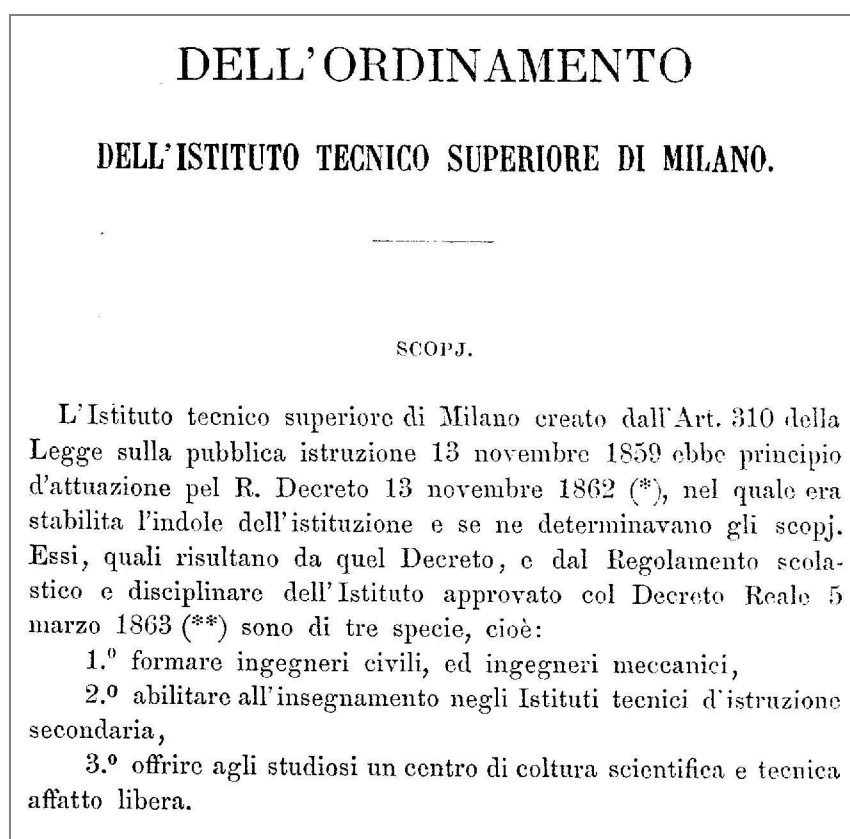 DELL'ORDINAMENTO
DELL'ISTITUTO TECNICO SUPERIORE DI MILANO.
SCOPJ.
L'Istituto tecnico superiore di Milano creato dall'Art. 310 della
Legge sulla pubblica istruzione 13 novembre 1859 ebbe principio
d'attuazione pel R. Decreto 13 novembre 1862 (*), nel quale era
stabilita l'indole dell'istituzione e se ne determinavano gli scopj.
Essi, quali risultano da quel Decreto, e dal Regolamento scola-
stico e disciplinare dell'Istituto approvato col Decreto Reale 5
marzo 1863 (**) sono di tre specie, cioè:
1.º formare ingegneri civili, ed ingegneri meccanici,
2.º abilitare all'insegnamento negli Istituti tecnici d'istruzione
secondaria,
3.º offrire agli studiosi un centro di coltura scientifica e tecnica
affatto libera.